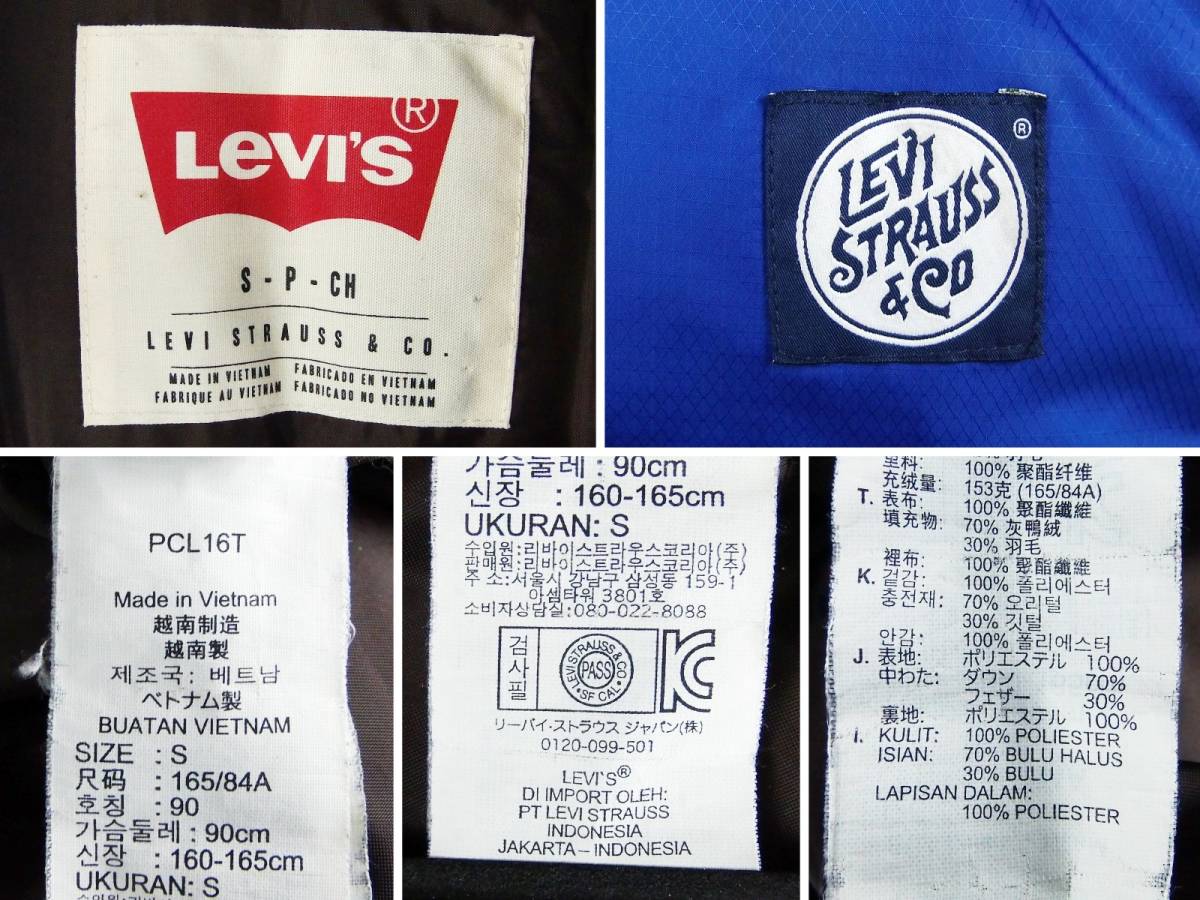 LEVI'S
®
S - P - CH
LEVI STRAUSS & CO.
MADE IN VIETNAM FABRICADO EN VIETNAM
FABRIQUE AU VIETNAM FABRICADO NO VIETNAM
®
LEVI
STRAUSS
& CO
PCL16T
Made in Vietnam
越南制造
越南製
제조국: 베트남
ベトナム製
BUATAN VIETNAM
SIZE : S
尺码 : 165/84A
호칭 : 90
가슴둘레 : 90cm
신장 : 160-165cm
UKURAN: S
가슴둘레 : 90cm
신장 : 160-165cm
UKURAN: S
수입원: 리바이스트라우스코리아(주)
판매원: 리바이스트라우스코리아(주)
주 소:서울시 강남구 삼성동 159-1
아셈타워 3801호
소비자상담실:080-022-8088
검사필
LEVI STRAUSS & CO
PASS
SF CAL
リーバイ·ストラウス ジャパン(株)
0120-099-501
LEVI'S®
DI IMPORT OLEH:
PT LEVI STRAUSS
INDONESIA
JAKARTA – INDONESIA
里料: 100% 聚酯纤维
充绒量: 153克 (165/84A)
T. 表布: 100% 聚酯纖維
填充物: 70% 灰鴨絨
30% 羽毛
裡布: 100% 聚酯纖維
K. 겉감: 100% 폴리에스터
충전재: 70% 오리털
30% 깃털
안감: 100% 폴리에스터
J. 表地: ポリエステル 100%
中わた: ダウン 70%
フェザー 30%
裏地: ポリエステル 100%
I. KULIT: 100% POLIESTER
ISIAN: 70% BULU HALUS
30% BULU
LAPISAN DALAM:
100% POLIESTER